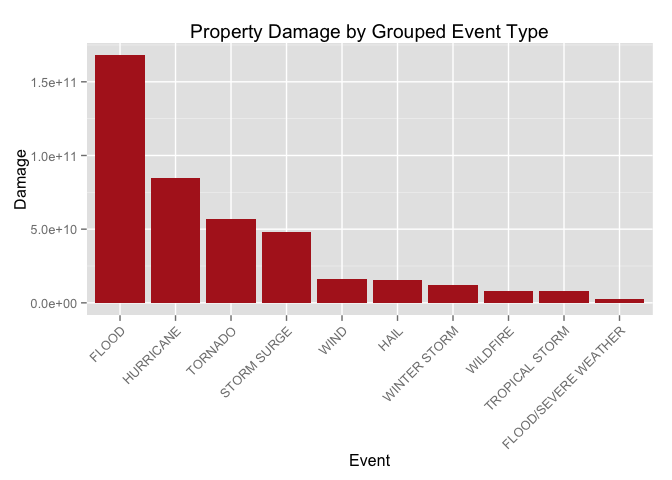 Property Damage by Grouped Event Type
Damage
1.5e+11
1.0e+11
5.0e+10
0.0e+00
FLOOD
HURRICANE
TORNADO
STORM SURGE
WIND
HAL
WINTER STORM
WILDFIRE
TROPICAL STORM
FLOOD/SEVERE WEATHER
Event